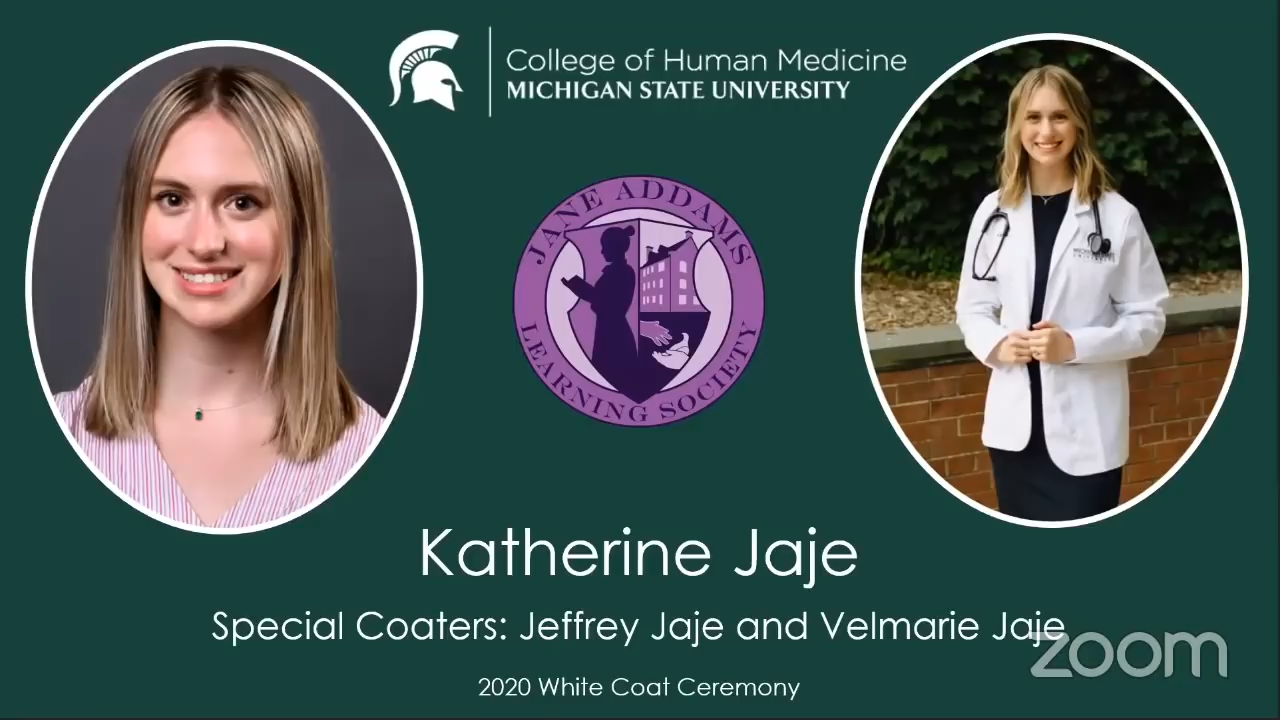 College of Human Medicine
MICHIGAN STATE UNIVERSITY
JANE ADDAMS
LEARNING SOCIETY
Katherine Jaje
Special Coaters: Jeffrey Jaje and Velmarie Jaje
zoom
2020 White Coat Ceremony